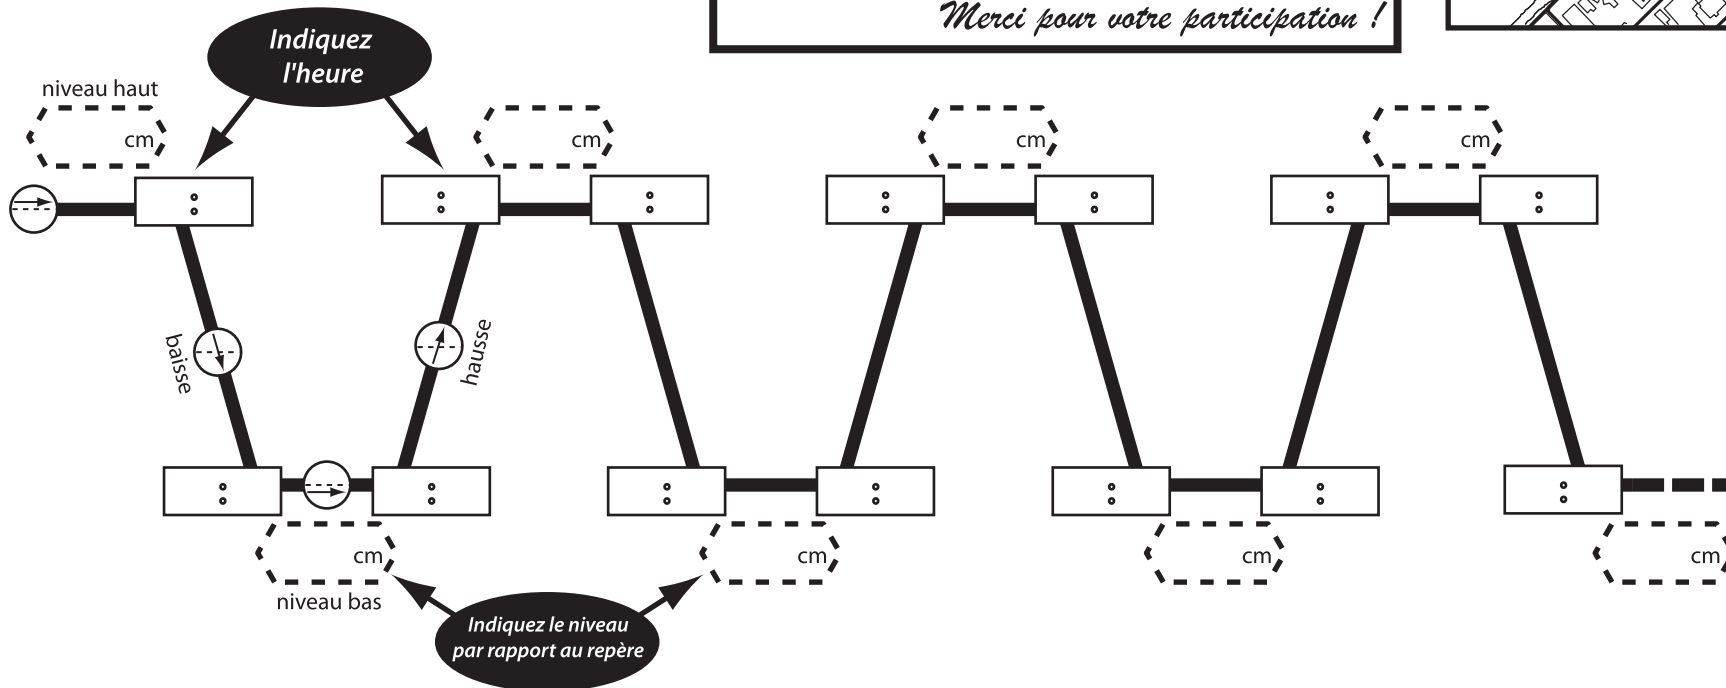 Merci pour votre participation !
Indiquez
l'heure
niveau haut
cm
cm
cm
cm
:
:
:
:
:
:
:
baisse
hausse
:
:
:
:
:
:
:
cm
cm
cm
cm
niveau bas
Indiquez le niveau
par rapport au repère